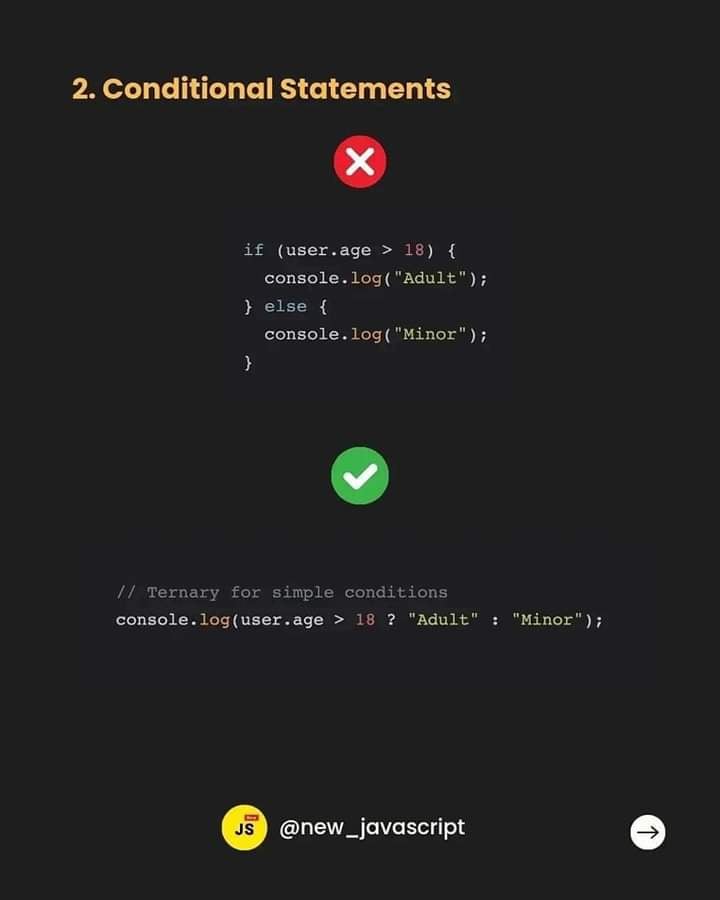 2. Conditional Statements
if (user.age > 18) {
  console.log("Adult");
} else {
  console.log("Minor");
}
// Ternary for simple conditions
console.log(user.age > 18 ? "Adult" : "Minor");
JS
@new_javascript